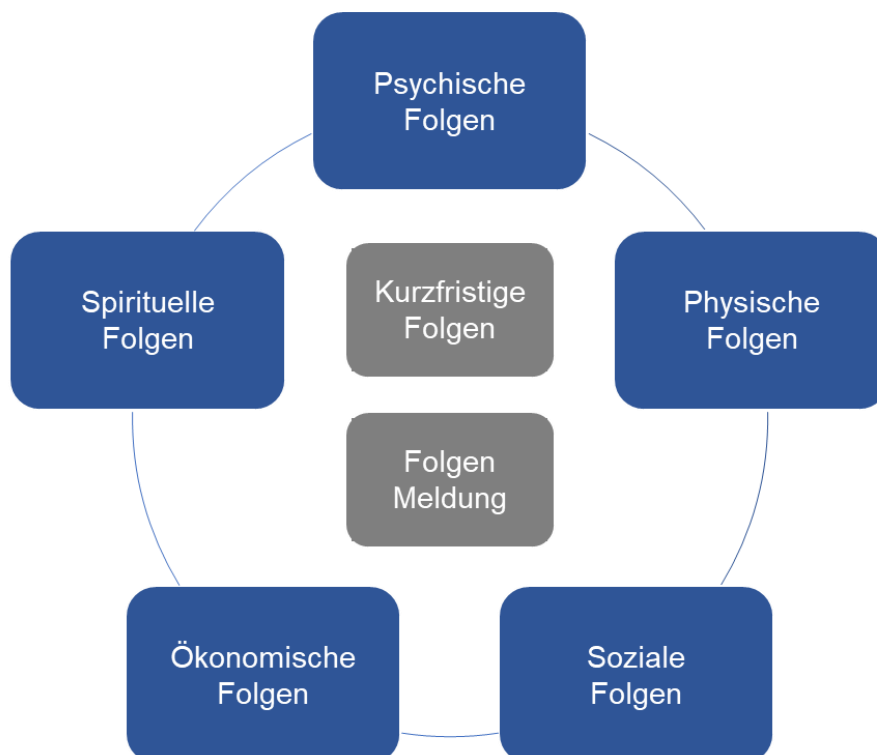 Psychische
Folgen
Spirituelle
Folgen
Kurzfristige
Folgen
Physische
Folgen
Folgen
Meldung
Ökonomische
Folgen
Soziale
Folgen